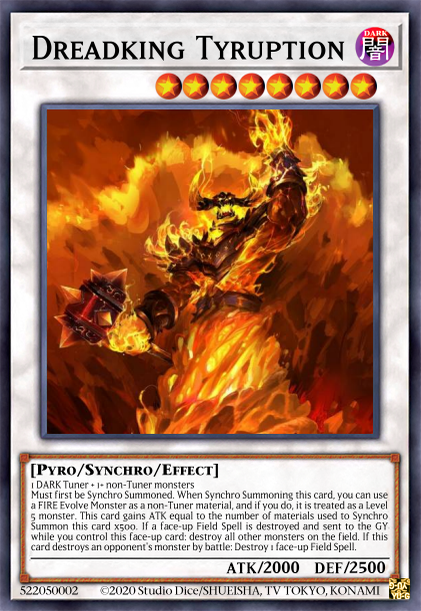 DREADKING TYRUPTION
DARK
闇
[PYRO/SYNCHRO/EFFECT]
1 DARK Tuner + 1+ non-Tuner monsters
Must first be Synchro Summoned. When Synchro Summoning this card, you can use
a FIRE Evolve Monster as a non-Tuner material, and if you do, it is treated as a Level
5 monster. This card gains ATK equal to the number of materials used to Synchro
Summon this card x500. If a face-up Field Spell is destroyed and sent to the GY
while you control this face-up card: destroy all other monsters on the field. If this
card destroys an opponent's monster by battle: Destroy 1 face-up Field Spell.
ATK/2000 DEF/2500
522050002 ©2020 Studio Dice/SHUEISHA, TV TOKYO, KONAMI